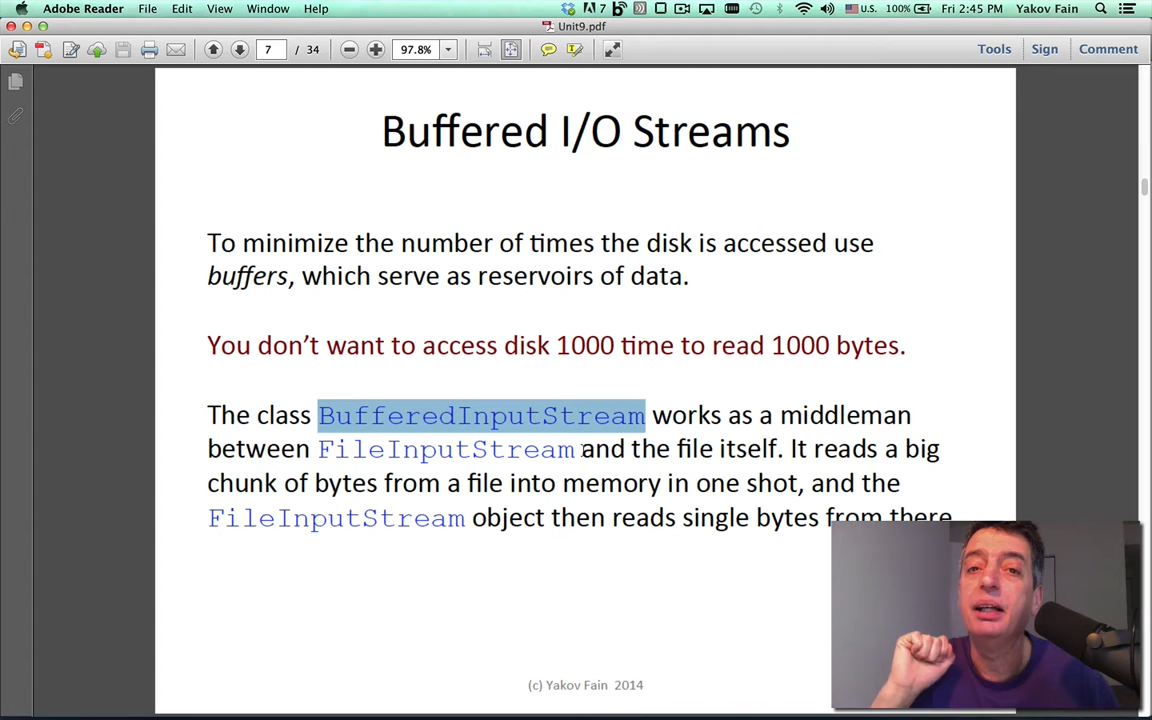 Adobe Reader File Edit View Window Help 7 U.S. 100% Fri 2:45 PM Yakov Fain
Unit9.pdf
7 / 34 97.8% Tools Sign Comment
Buffered I/O Streams
To minimize the number of times the disk is accessed use
buffers, which serve as reservoirs of data.
You don't want to access disk 1000 time to read 1000 bytes.
The class BufferedInputStream works as a middleman
between FileInputStream and the file itself. It reads a big
chunk of bytes from a file into memory in one shot, and the
FileInputStream object then reads single bytes from there
(c) Yakov Fain 2014